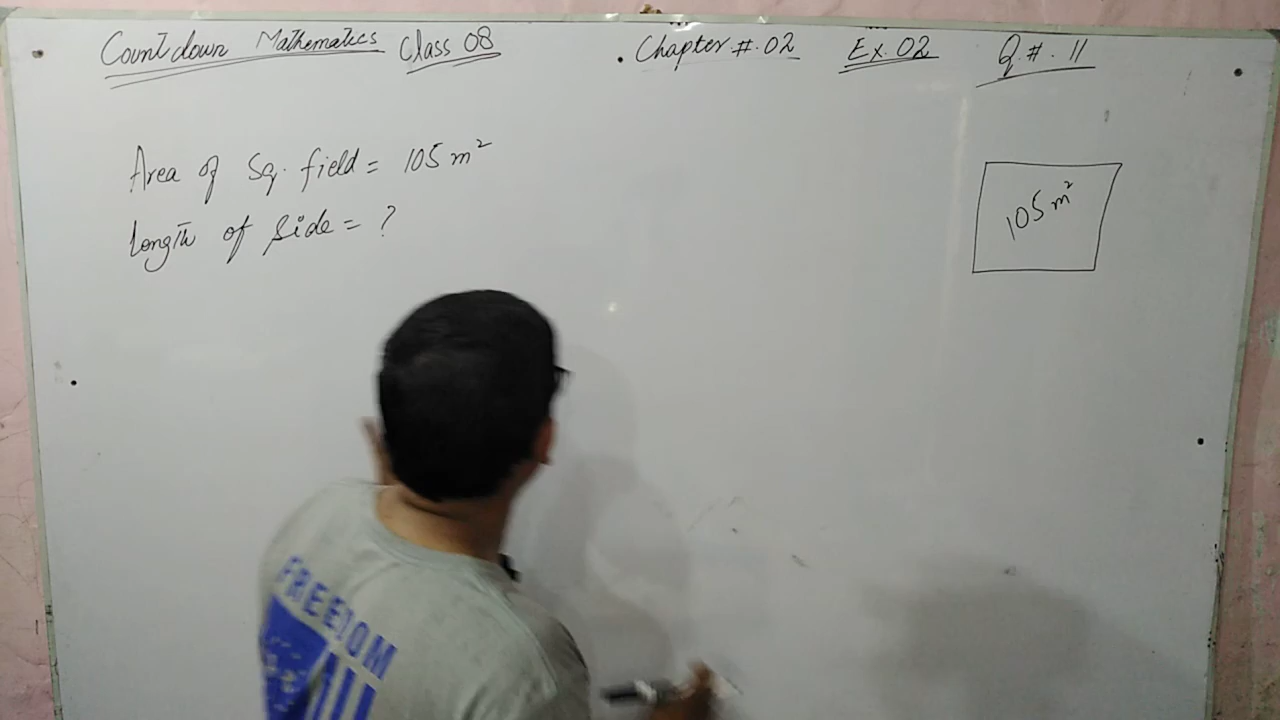 Countdown Mathematics Class 08 . Chapter #. 02 Ex. 02 Q #. 11
Area of Sq. field = 105 m²
Length of side = ?
105 m²
FREEDOM